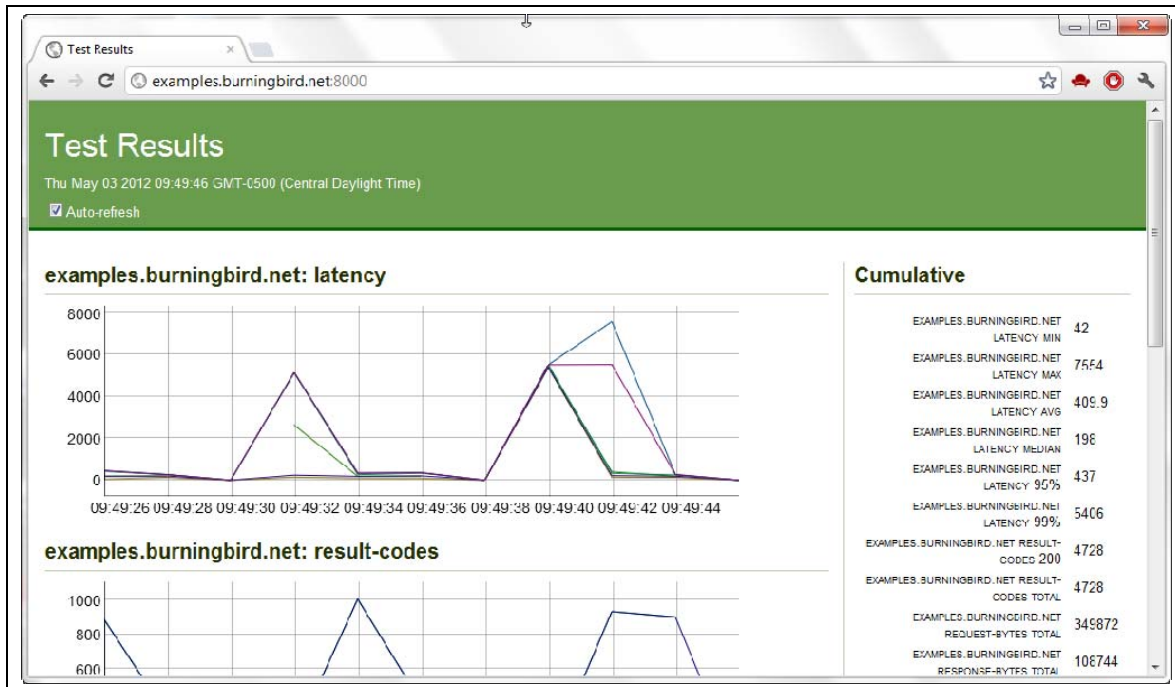 Test Results
examples.burningbird.net:8000
Test Results
Thu May 03 2012 09:49:46 GMT-0500 (Central Daylight Time)
Auto-refresh
examples.burningbird.net: latency
8000
6000
4000
2000
0
09:49:26 09:49:28 09:49:30 09:49:32 09:49:34 09:49:36 09:49:38 09:49:40 09:49:42 09:49:44
examples.burningbird.net: result-codes
1000
800
600
Cumulative
EXAMPLES.BURNINGBIRD.NET
LATENCY MIN 42
EXAMPLES.BURNINGBIRD.NET
LATENCY MAX 7554
EXAMPLES.BURNINGBIRD.NET
LATENCY AVG 409.9
EXAMPLES.BURNINGBIRD.NET
LATENCY MEDIAN 198
EXAMPLES.BURNINGBIRD.NET
LATENCY 95% 437
EXAMPLES.BURNINGBIRD.NET
LATENCY 99% 5406
EXAMPLES.BURNINGBIRD.NET RESULT-
CODES 200 4728
EXAMPLES.BURNINGBIRD.NET RESULT-
CODES TOTAL 4728
EXAMPLES.BURNINGBIRD.NET
REQUEST-BYTES TOTAL 349872
EXAMPLES.BURNINGBIRD.NET
RESPONSE-BYTES TOTAL 108744